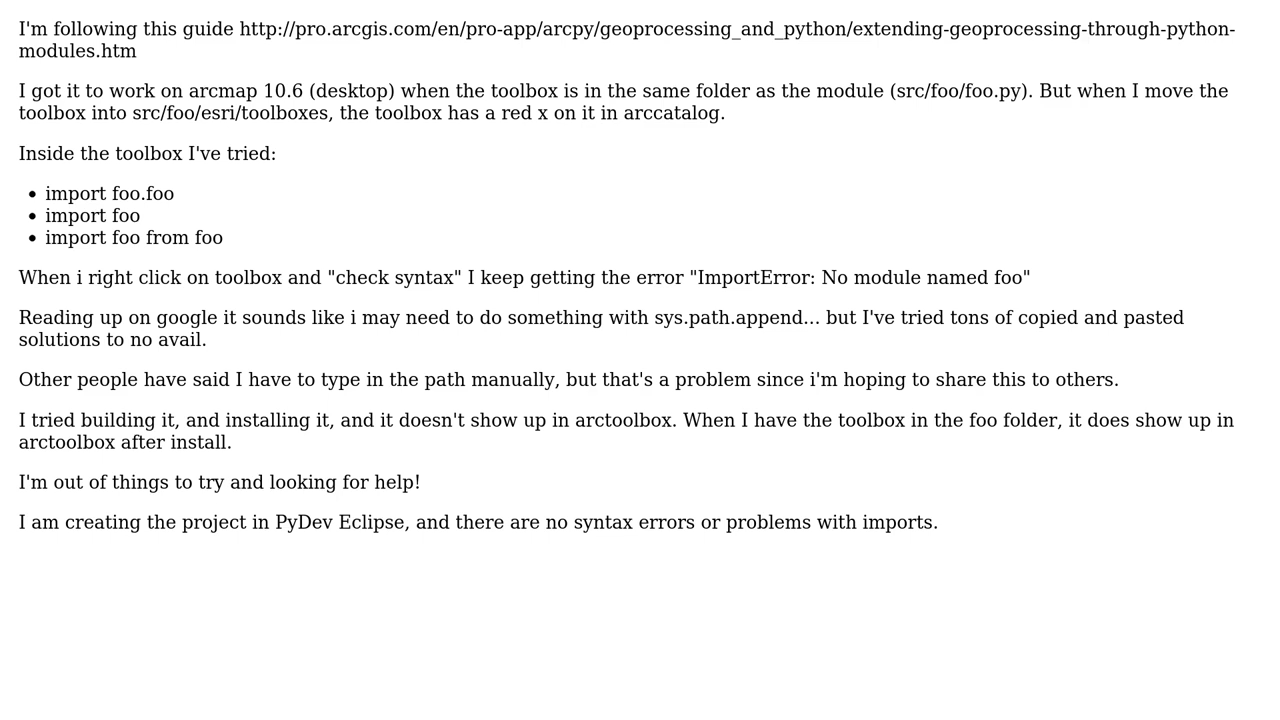 I'm following this guide http://pro.arcgis.com/en/pro-app/arcpy/geoprocessing_and_python/extending-geoprocessing-through-python-
modules.htm
I got it to work on arcmap 10.6 (desktop) when the toolbox is in the same folder as the module (src/foo/foo.py). But when I move the
toolbox into src/foo/esri/toolboxes, the toolbox has a red x on it in arccatalog.
Inside the toolbox I've tried:
• import foo.foo
• import foo
• import foo from foo
When i right click on toolbox and "check syntax" I keep getting the error "ImportError: No module named foo"
Reading up on google it sounds like i may need to do something with sys.path.append... but I've tried tons of copied and pasted
solutions to no avail.
Other people have said I have to type in the path manually, but that's a problem since i'm hoping to share this to others.
I tried building it, and installing it, and it doesn't show up in arctoolbox. When I have the toolbox in the foo folder, it does show up in
arctoolbox after install.
I'm out of things to try and looking for help!
I am creating the project in PyDev Eclipse, and there are no syntax errors or problems with imports.